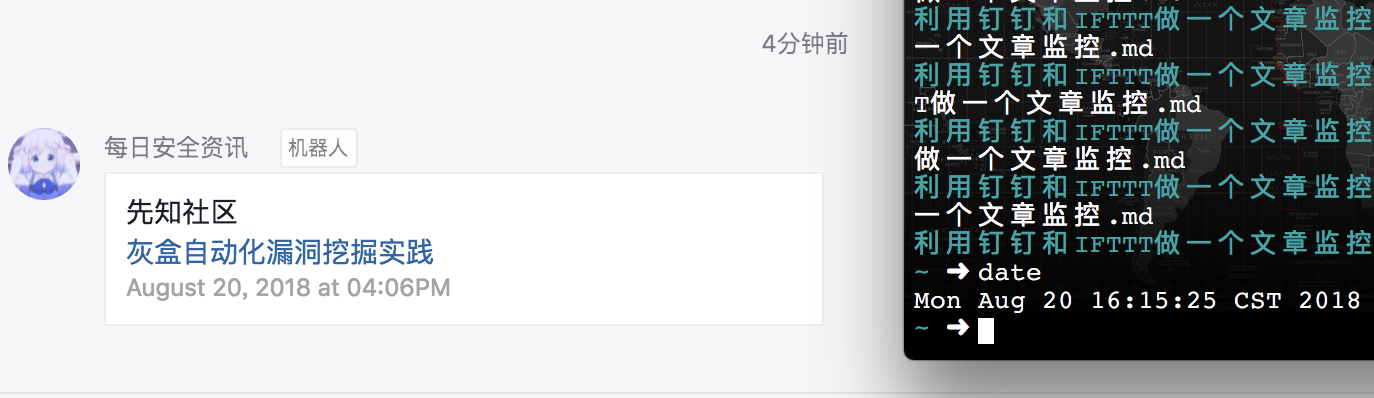 4分钟前
每日安全资讯
机器人
先知社区
灰盒自动化漏洞挖掘实践
August 20, 2018 at 04:06PM
利用钉钉和IFTTT做一个文章监控
一个文章监控.md
利用钉钉和IFTTT做一个文章监控
T做一个文章监控.md
利用钉钉和IFTTT做一个文章监控
做一个文章监控.md
利用钉钉和IFTTT做一个文章监控
一个文章监控.md
利用钉钉和IFTTT做一个文章监控
~ ➜ date
Mon Aug 20 16:15:25 CST 2018
~ ➜